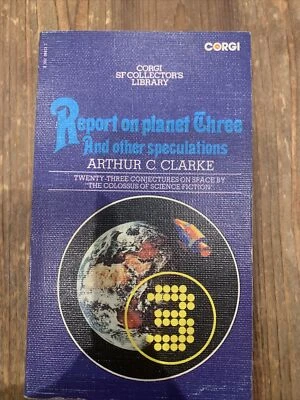 CORGI
CORGI
SF COLLECTOR'S
LIBRARY
Report on planet Three
And other speculations
ARTHUR C. CLARKE
TWENTY-THREE CONJECTURES ON SPACE BY
'THE COLOSSUS OF SCIENCE FICTION'
3